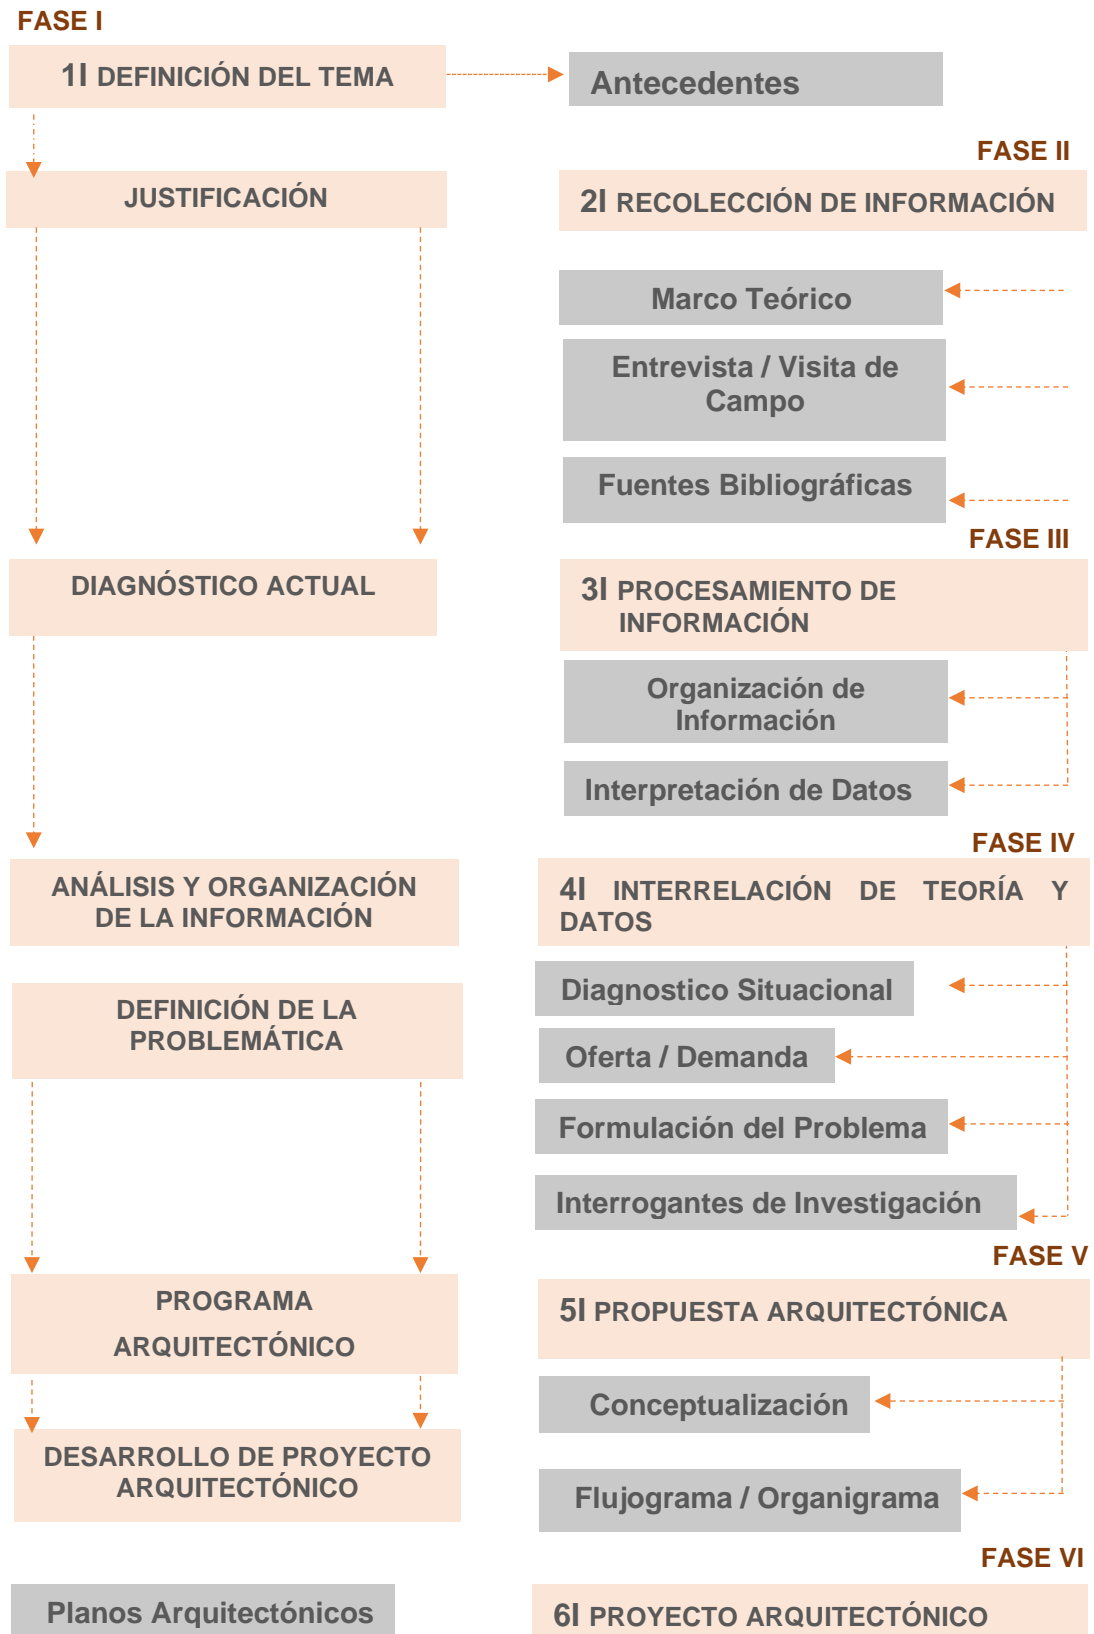 FASE I
1I DEFINICIÓN DEL TEMA
Antecedentes
FASE II
JUSTIFICACIÓN
2I RECOLECCIÓN DE INFORMACIÓN
Marco Teórico
Entrevista / Visita de
Campo
Fuentes Bibliográficas
FASE III
DIAGNÓSTICO ACTUAL
3I PROCESAMIENTO DE
INFORMACIÓN
Organización de
Información
Interpretación de Datos
FASE IV
ANÁLISIS Y ORGANIZACIÓN
DE LA INFORMACIÓN
4I INTERRELACIÓN DE TEORÍA Y
DATOS
Diagnostico Situacional
DEFINICIÓN DE LA
PROBLEMÁTICA
Oferta / Demanda
Formulación del Problema
Interrogantes de Investigación
FASE V
PROGRAMA
ARQUITECTÓNICO
5I PROPUESTA ARQUITECTÓNICA
Conceptualización
DESARROLLO DE PROYECTO
ARQUITECTÓNICO
Flujograma / Organigrama
FASE VI
Planos Arquitectónicos
6I PROYECTO ARQUITECTÓNICO